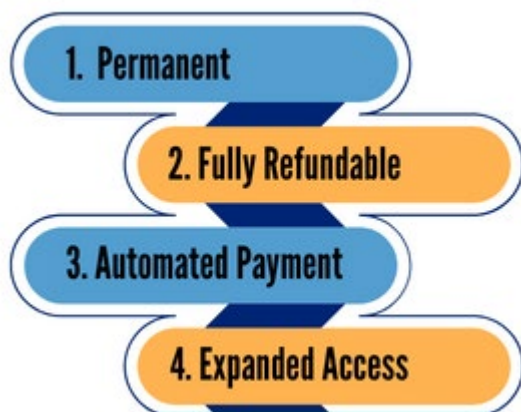 1. Permanent
2. Fully Refundable
3. Automated Payment
4. Expanded Access